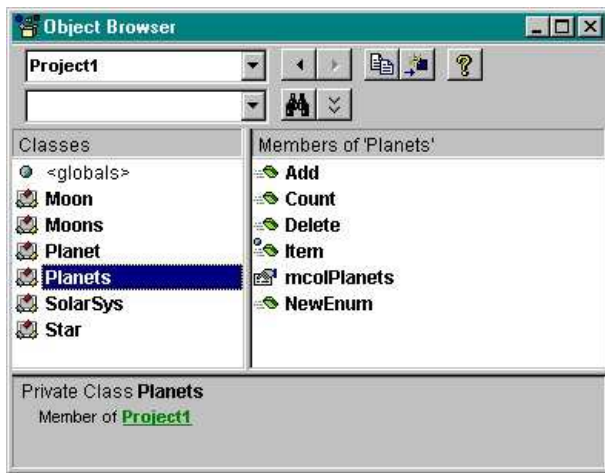 Object Browser
Project1
Classes
Members of 'Planets'
<globals>
Moon
Moons
Planet
Planets
SolarSys
Star
Add
Count
Delete
Item
mcolPlanets
NewEnum
Private Class Planets
Member of Project1